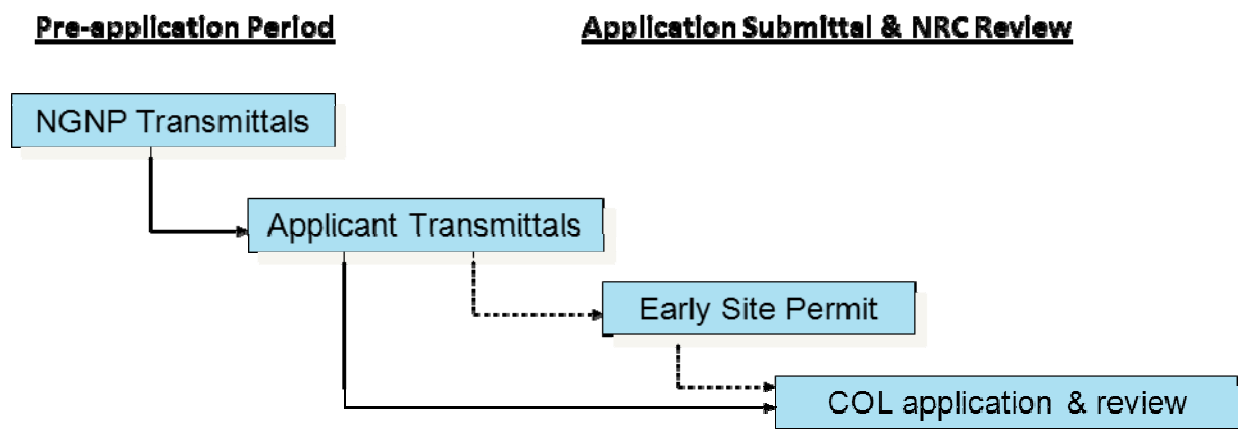 Pre-application Period
Application Submittal & NRC Review
NGNP Transmittals
Applicant Transmittals
Early Site Permit
COL application & review